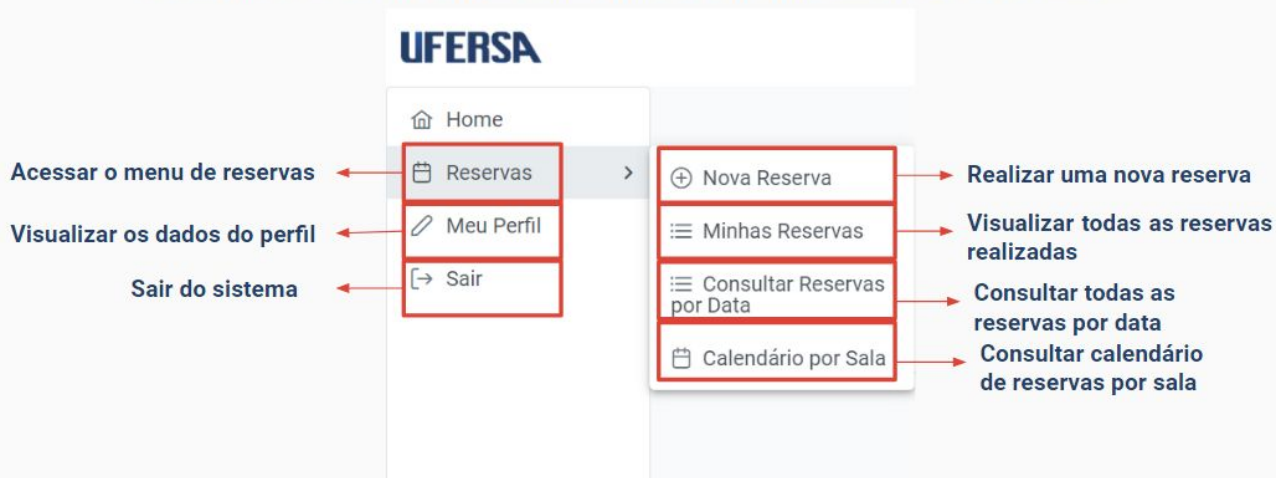 UFERSA
Home
Acessar o menu de reservas
Reservas
Nova Reserva
Realizar uma nova reserva
Visualizar os dados do perfil
Meu Perfil
Minhas Reservas
Visualizar todas as reservas
realizadas
Sair do sistema
Sair
Consultar Reservas
por Data
Consultar todas as
reservas por data
Calendário por Sala
Consultar calendário
de reservas por sala